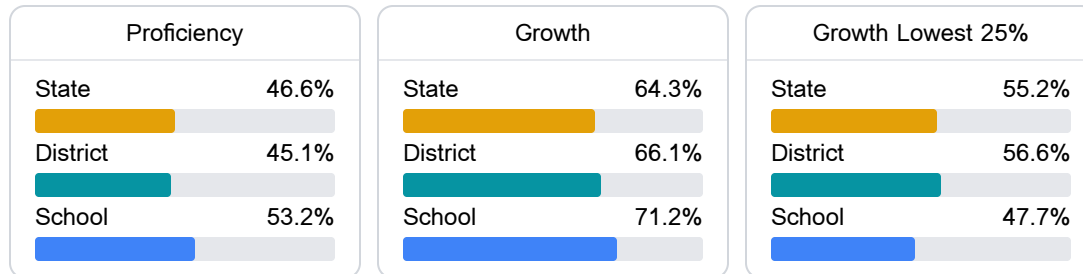 Proficiency
State 46.6%
District 45.1%
School 53.2%
Growth
State 64.3%
District 66.1%
School 71.2%
Growth Lowest 25%
State 55.2%
District 56.6%
School 47.7%